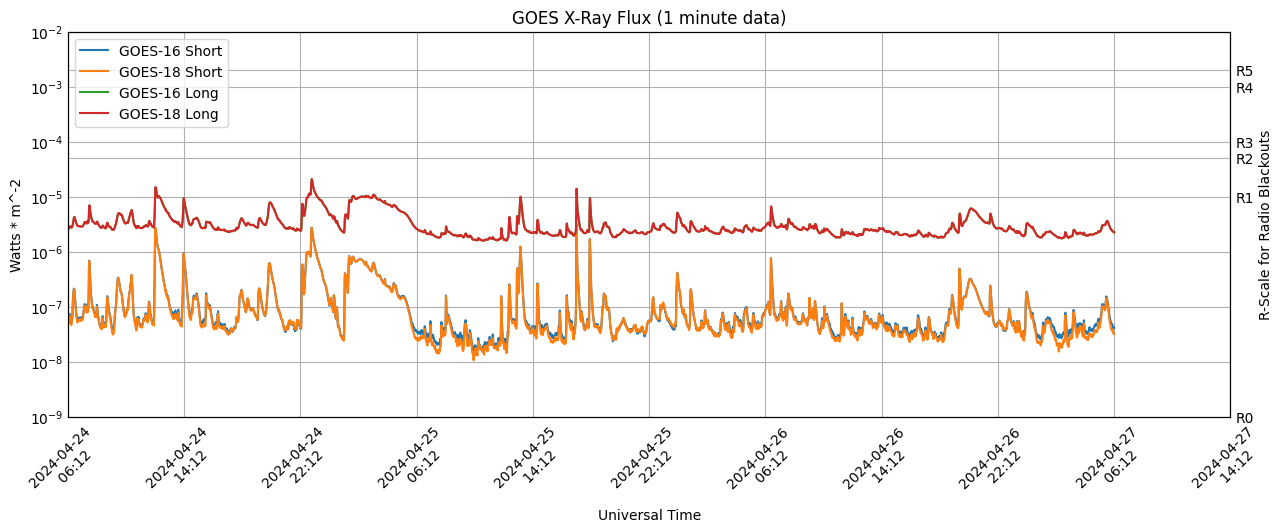 GOES X-Ray Flux (1 minute data)
10^-2
10^-3
10^-4
10^-5
10^-6
10^-7
10^-8
10^-9
Watts * m^-2
GOES-16 Short
GOES-18 Short
GOES-16 Long
GOES-18 Long
R5
R4
R3
R2
R1
R0
R-Scale for Radio Blackouts
2024-04-24
06:12
2024-04-24
14:12
2024-04-24
22:12
2024-04-25
06:12
2024-04-25
14:12
2024-04-25
22:12
2024-04-26
06:12
2024-04-26
14:12
2024-04-26
22:12
2024-04-27
06:12
2024-04-27
14:12
Universal Time